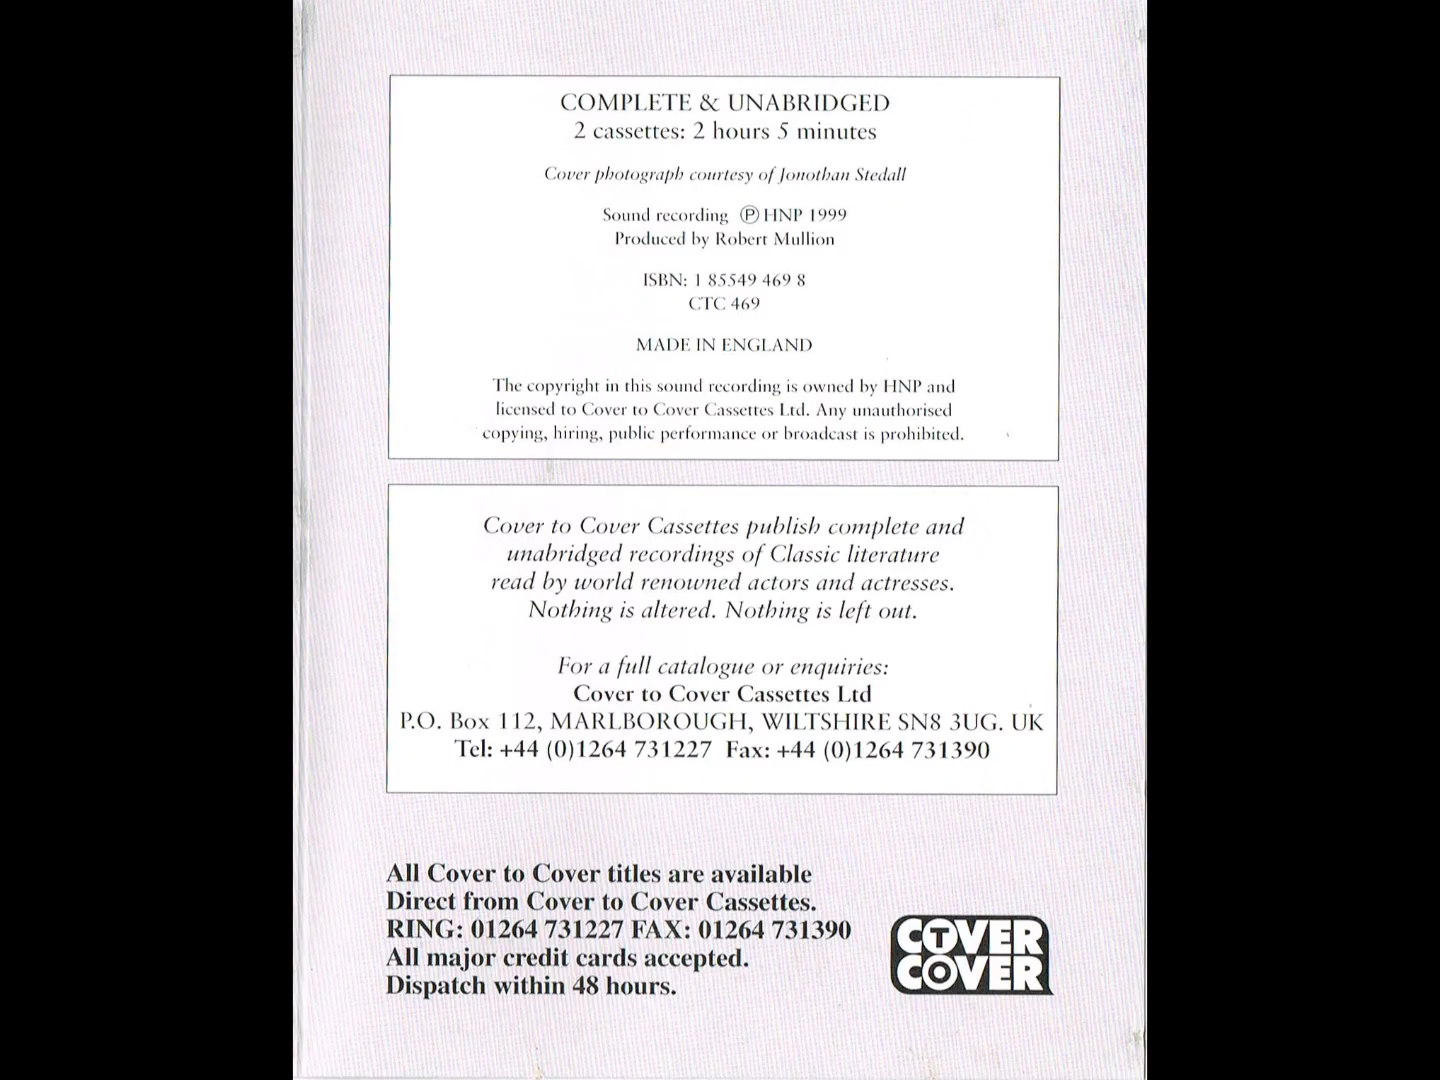 COMPLETE & UNABRIDGED
2 cassettes: 2 hours 5 minutes
Cover photograph courtesy of Jonothan Stedall
Sound recording Ⓟ HNP 1999
Produced by Robert Mullion
ISBN: 1 85549 469 8
CTC 469
MADE IN ENGLAND
The copyright in this sound recording is owned by HNP and
licensed to Cover to Cover Cassettes Ltd. Any unauthorised
copying, hiring, public performance or broadcast is prohibited.
Cover to Cover Cassettes publish complete and
unabridged recordings of Classic literature
read by world renowned actors and actresses.
Nothing is altered. Nothing is left out.
For a full catalogue or enquiries:
Cover to Cover Cassettes Ltd
P.O. Box 112, MARLBOROUGH, WILTSHIRE SN8 3UG. UK
Tel: +44 (0)1264 731227 Fax: +44 (0)1264 731390
All Cover to Cover titles are available
Direct from Cover to Cover Cassettes.
RING: 01264 731227 FAX: 01264 731390
All major credit cards accepted.
Dispatch within 48 hours.
COVER
T
COVER